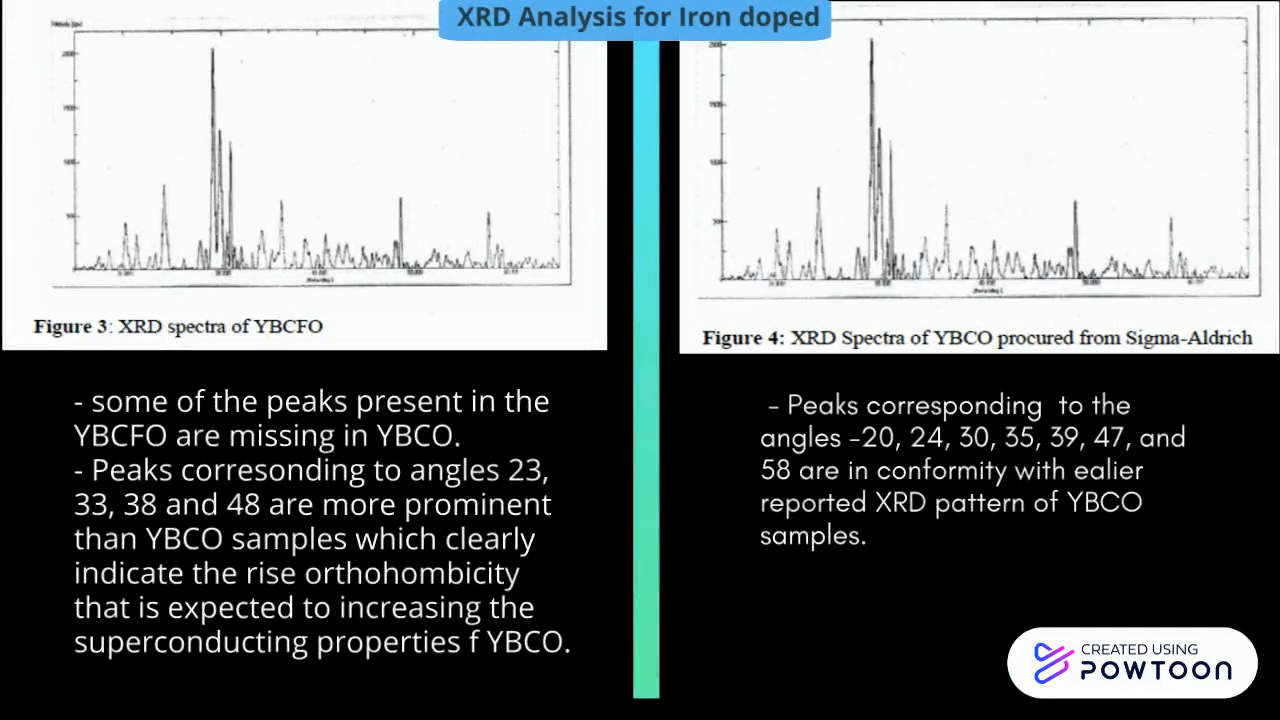 XRD Analysis for Iron doped
Figure 3: XRD spectra of YBCFO
- some of the peaks present in the
YBCFO are missing in YBCO.
- Peaks corresonding to angles 23,
33, 38 and 48 are more prominent
than YBCO samples which clearly
indicate the rise orthohombicity
that is expected to increasing the
superconducting properties f YBCO.
Figure 4: XRD Spectra of YBCO procured from Sigma-Aldrich
- Peaks corresponding to the
angles -20, 24, 30, 35, 39, 47, and
58 are in conformity with ealier
reported XRD pattern of YBCO
samples.
CREATED USING
POWTOON